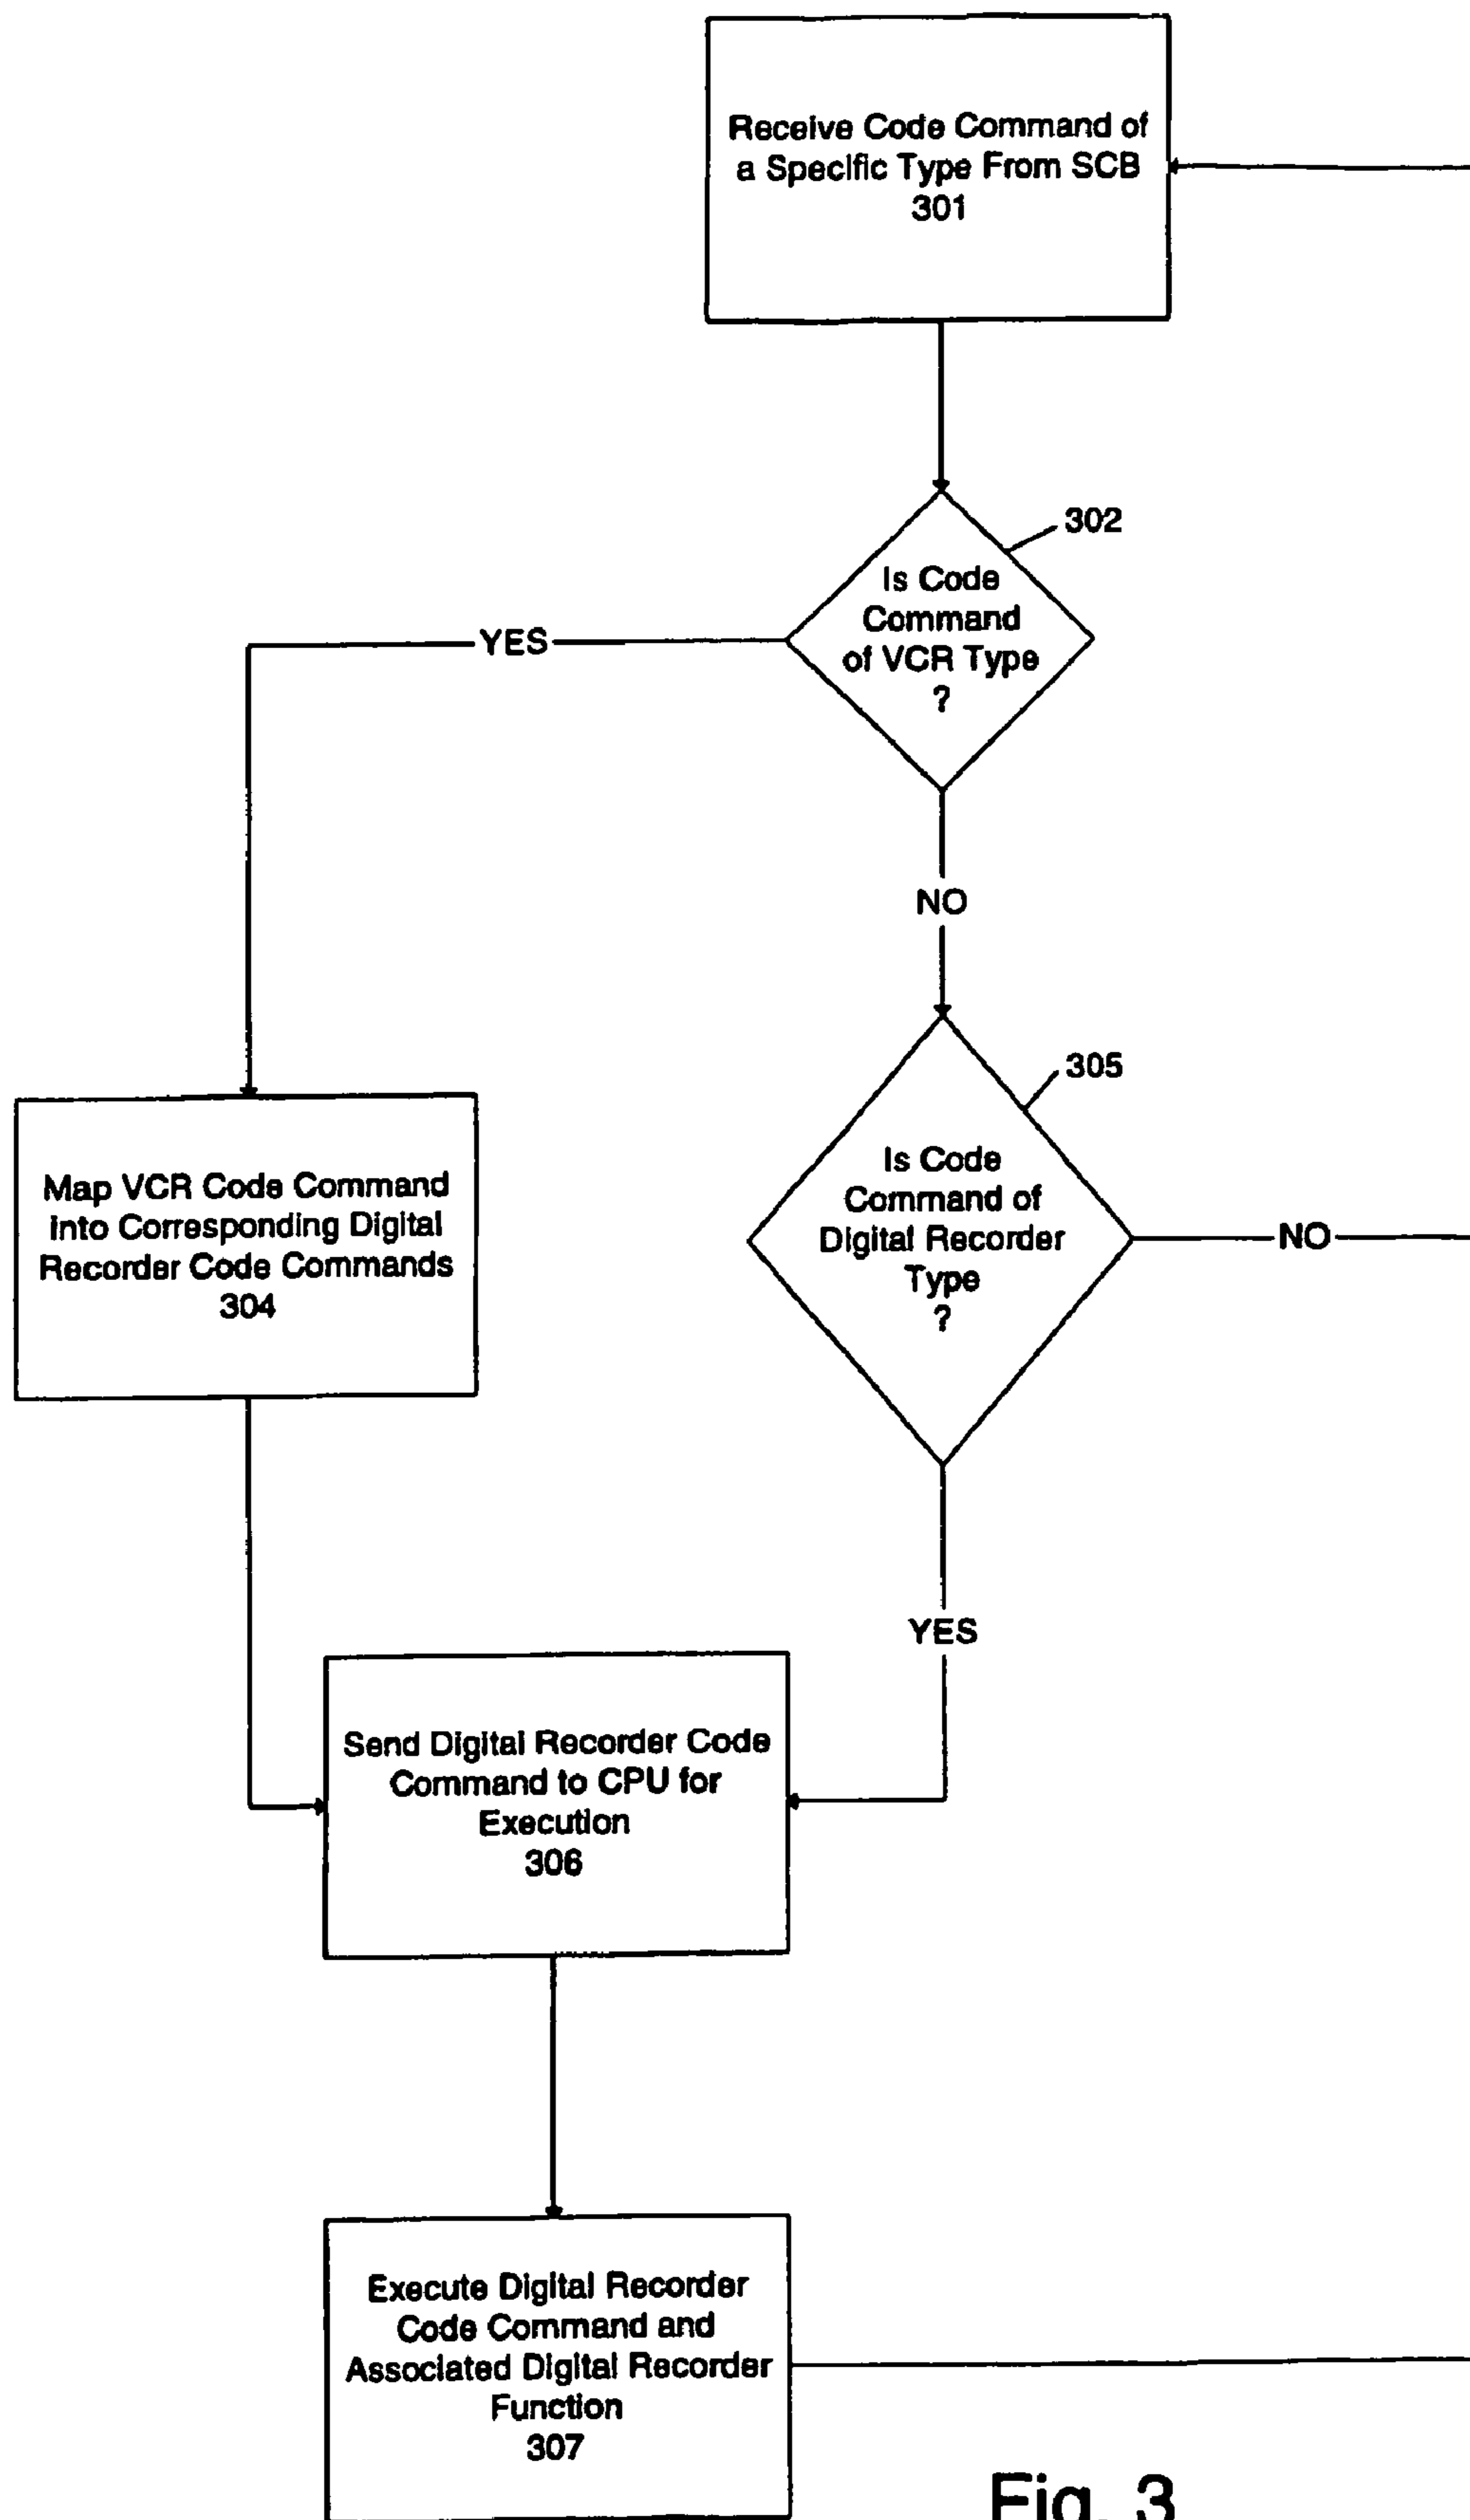 Receive Code Command of
a Specific Type From SCB
301
302
Is Code
Command
of VCR Type
?
YES
NO
305
Is Code
Command of
Digital Recorder
Type
?
NO
Map VCR Code Command
into Corresponding Digital
Recorder Code Commands
304
YES
Send Digital Recorder Code
Command to CPU for
Execution
306
Execute Digital Recorder
Code Command and
Associated Digital Recorder
Function
307
Fig. 3